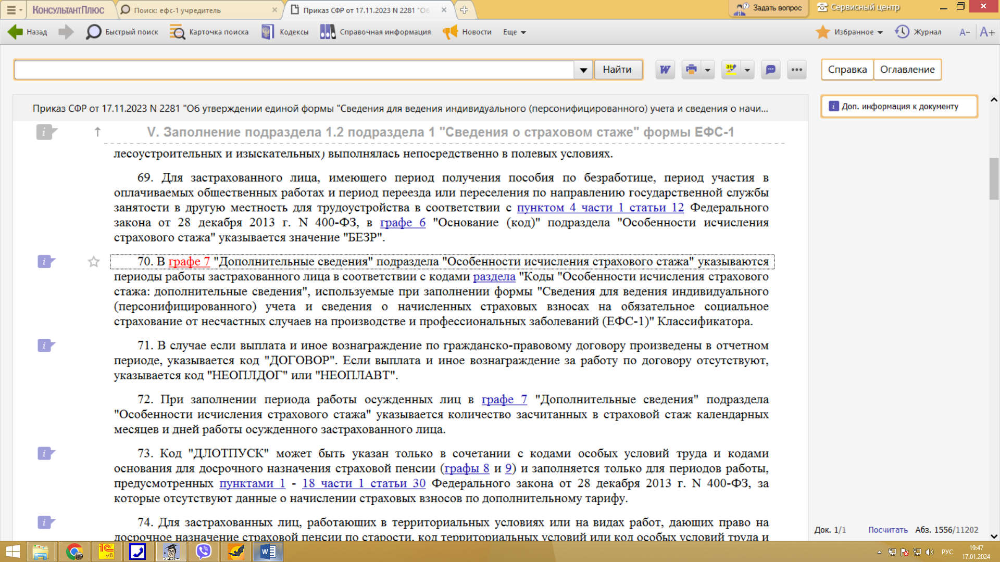 КонсультантПлюс
Поиск: ефс-1 учредитель
Приказ СФР от 17.11.2023 N 2281 "Об
Задать вопрос
Сервисный центр
Назад
Быстрый поиск
Карточка поиска
Кодексы
Справочная информация
Новости
Еще
Избранное
Журнал
A−
A+
Найти
W
Справка
Оглавление
Приказ СФР от 17.11.2023 N 2281 "Об утверждении единой формы "Сведения для ведения индивидуального (персонифицированного) учета и сведения о начи...
Доп. информация к документу
V. Заполнение подраздела 1.2 подраздела 1 "Сведения о страховом стаже" формы ЕФС-1
лесоустроительных и изыскательных) выполнялась непосредственно в полевых условиях.
69. Для застрахованного лица, имеющего период получения пособия по безработице, период участия в
оплачиваемых общественных работах и период переезда или переселения по направлению государственной службы
занятости в другую местность для трудоустройства в соответствии с пунктом 4 части 1 статьи 12 Федерального
закона от 28 декабря 2013 г. N 400-ФЗ, в графе 6 "Основание (код)" подраздела "Особенности исчисления
страхового стажа" указывается значение "БЕЗР".
70. В графе 7 "Дополнительные сведения" подраздела "Особенности исчисления страхового стажа" указываются
периоды работы застрахованного лица в соответствии с кодами раздела "Коды "Особенности исчисления страхового
стажа: дополнительные сведения", используемые при заполнении формы "Сведения для ведения индивидуального
(персонифицированного) учета и сведения о начисленных страховых взносах на обязательное социальное
страхование от несчастных случаев на производстве и профессиональных заболеваний (ЕФС-1)" Классификатора.
71. В случае если выплата и иное вознаграждение по гражданско-правовому договору произведены в отчетном
периоде, указывается код "ДОГОВОР". Если выплата и иное вознаграждение за работу по договору отсутствуют,
указывается код "НЕОПЛДОГ" или "НЕОПЛАВТ".
72. При заполнении периода работы осужденных лиц в графе 7 "Дополнительные сведения" подраздела
"Особенности исчисления страхового стажа" указывается количество засчитанных в страховой стаж календарных
месяцев и дней работы осужденного застрахованного лица.
73. Код "ДЛОТПУСК" может быть указан только в сочетании с кодами особых условий труда и кодами
основания для досрочного назначения страховой пенсии (графы 8 и 9) и заполняется только для периодов работы,
предусмотренных пунктами 1 - 18 части 1 статьи 30 Федерального закона от 28 декабря 2013 г. N 400-ФЗ, за
которые отсутствуют данные о начислении страховых взносов по дополнительному тарифу.
74. Для застрахованных лиц, работающих в территориальных условиях или на видах работ, дающих право на
досрочное назначение страховой пенсии по старости, код территориальных условий или код особых условий труда и
Док. 1/1
Посчитать
Абз. 1556/11202
РУС
19:47
17.01.2024